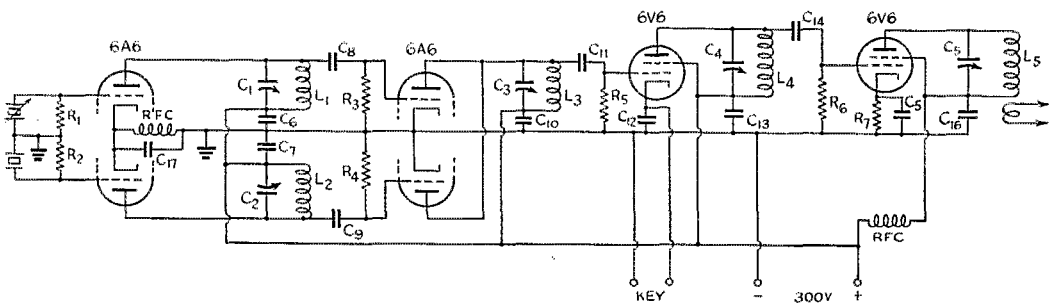 6A6
R1
R2
RFC
C17
C1
L1
C6
C7
C2
L2
C8
C9
R3
R4
6A6
C3
L3
C10
C11
R5
C12
6V6
C4
L4
C13
C14
R6
6V6
R7
C5
C5
L5
C16
RFC
KEY
- 300V +